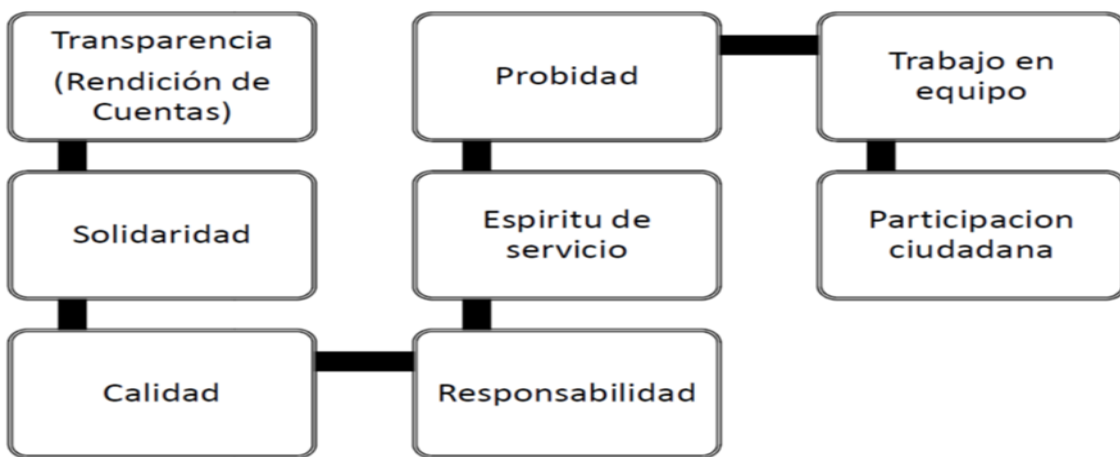 Transparencia
(Rendición de
Cuentas)
Solidaridad
Calidad
Responsabilidad
Espiritu de
servicio
Probidad
Trabajo en
equipo
Participacion
ciudadana